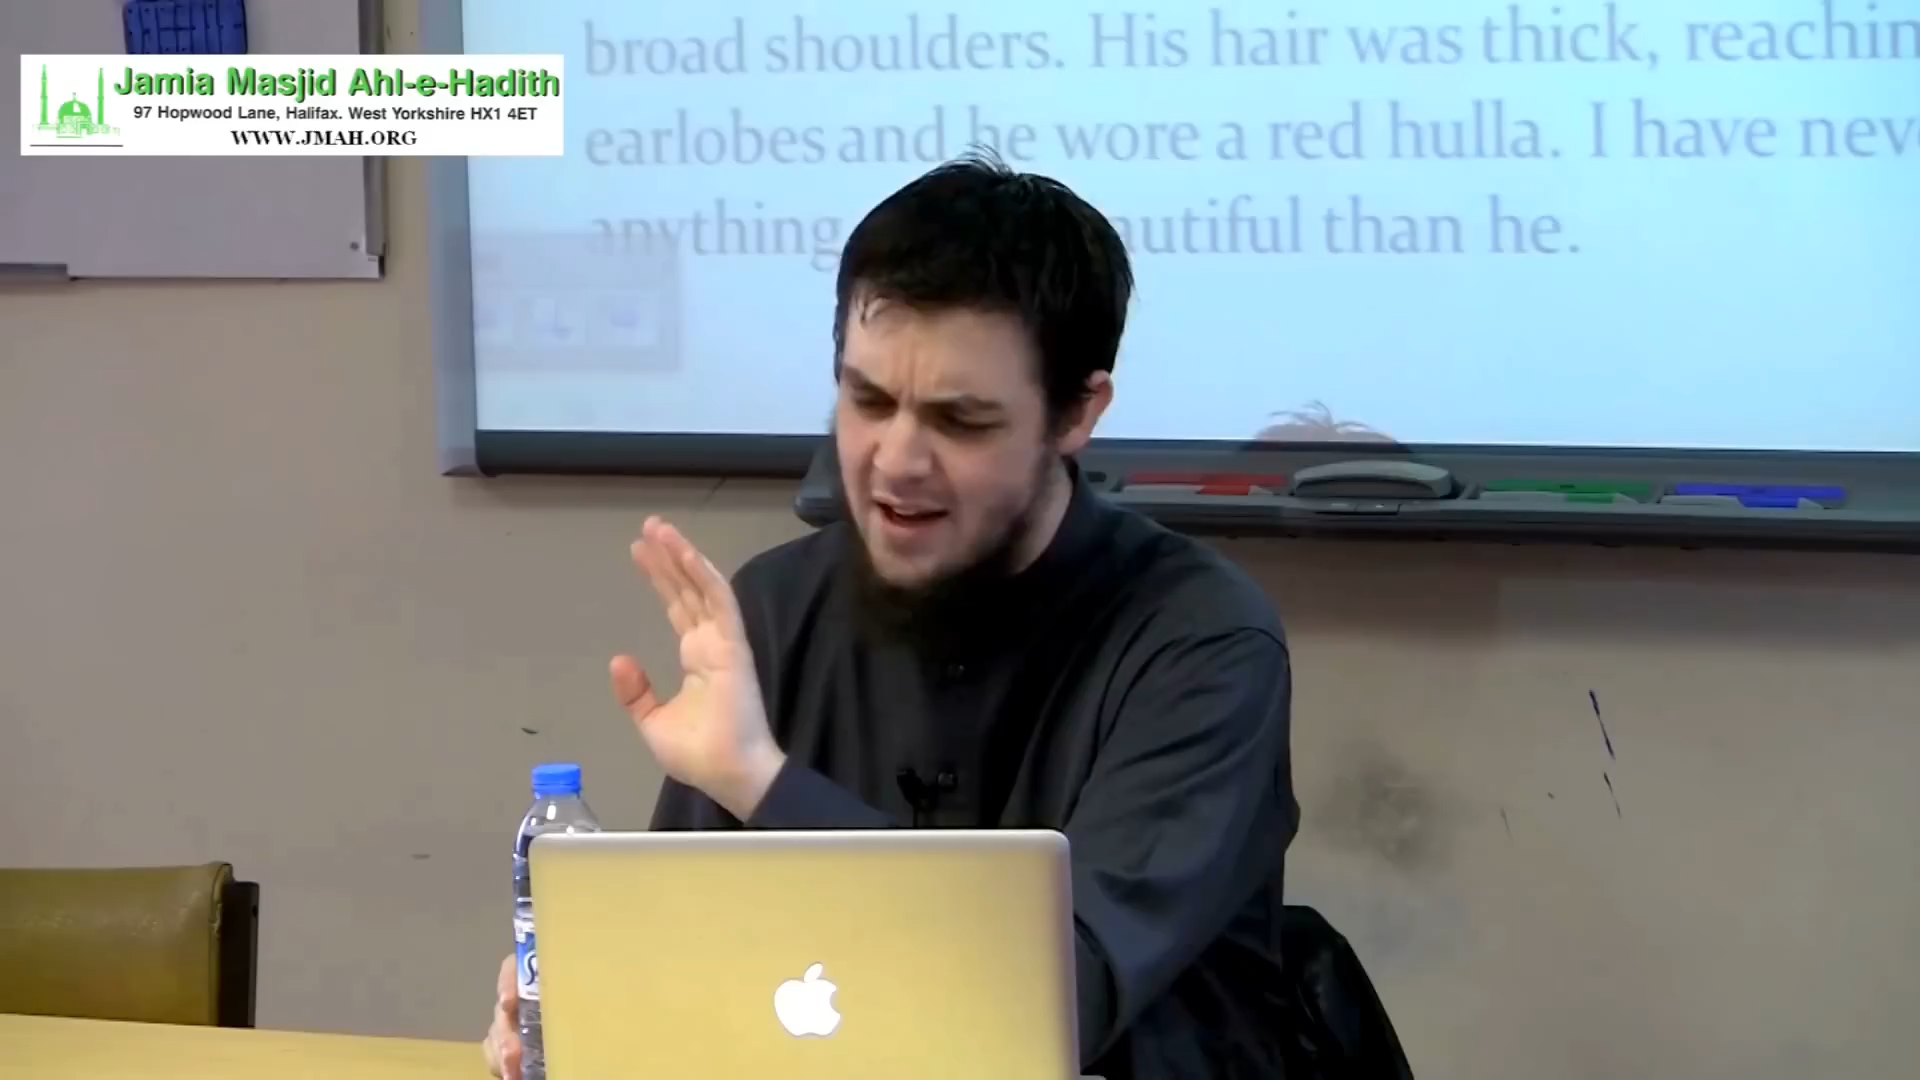 Jamia Masjid Ahl-e-Hadith
97 Hopwood Lane, Halifax. West Yorkshire HX1 4ET
WWW.JMAH.ORG
broad shoulders. His hair was thick,
earlobes and he wore a red hulla. I have
anything than he.